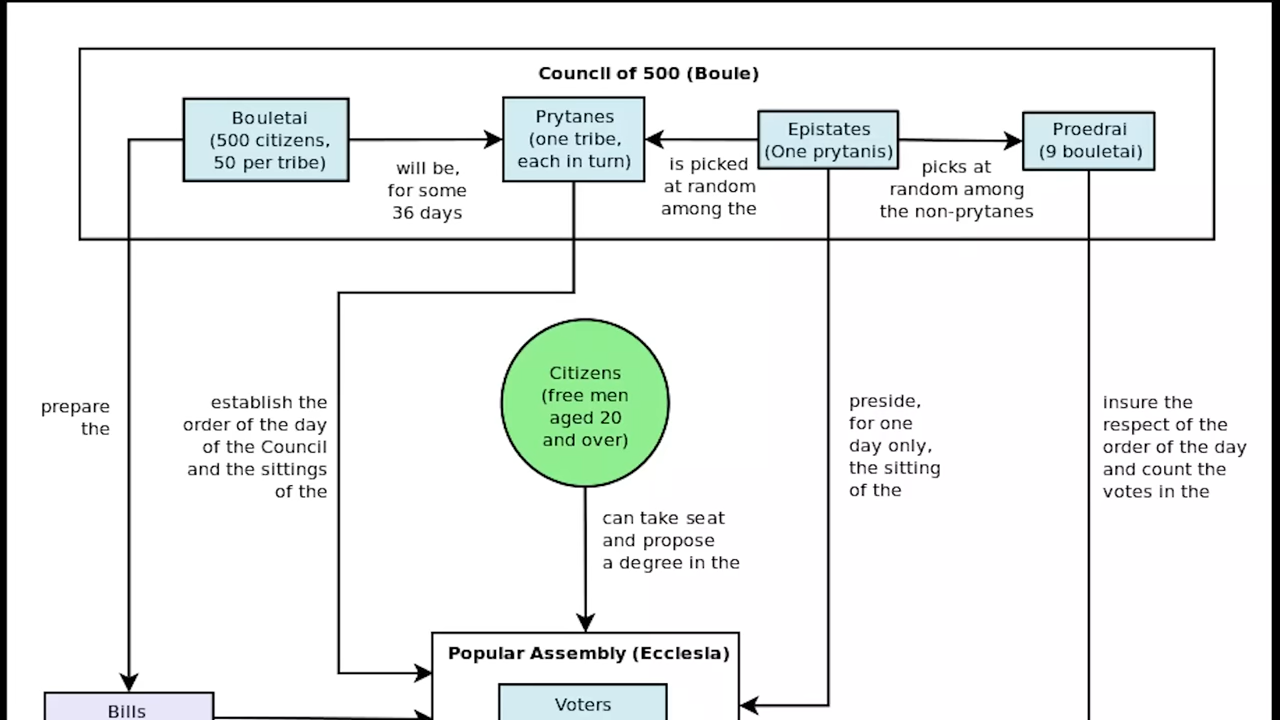 Council of 500 (Boule)
Bouletai
(500 citizens,
50 per tribe)
will be,
for some
36 days
Prytanes
(one tribe,
each in turn)
is picked
at random
among the
Epistates
(One prytanis)
picks at
random among
the non-prytanes
Proedrai
(9 bouletai)
prepare
the
establish the
order of the day
of the Council
and the sittings
of the
Citizens
(free men
aged 20
and over)
can take seat
and propose
a degree in the
preside,
for one
day only,
the sitting
of the
insure the
respect of the
order of the day
and count the
votes in the
Popular Assembly (Ecclesia)
Voters
Bills